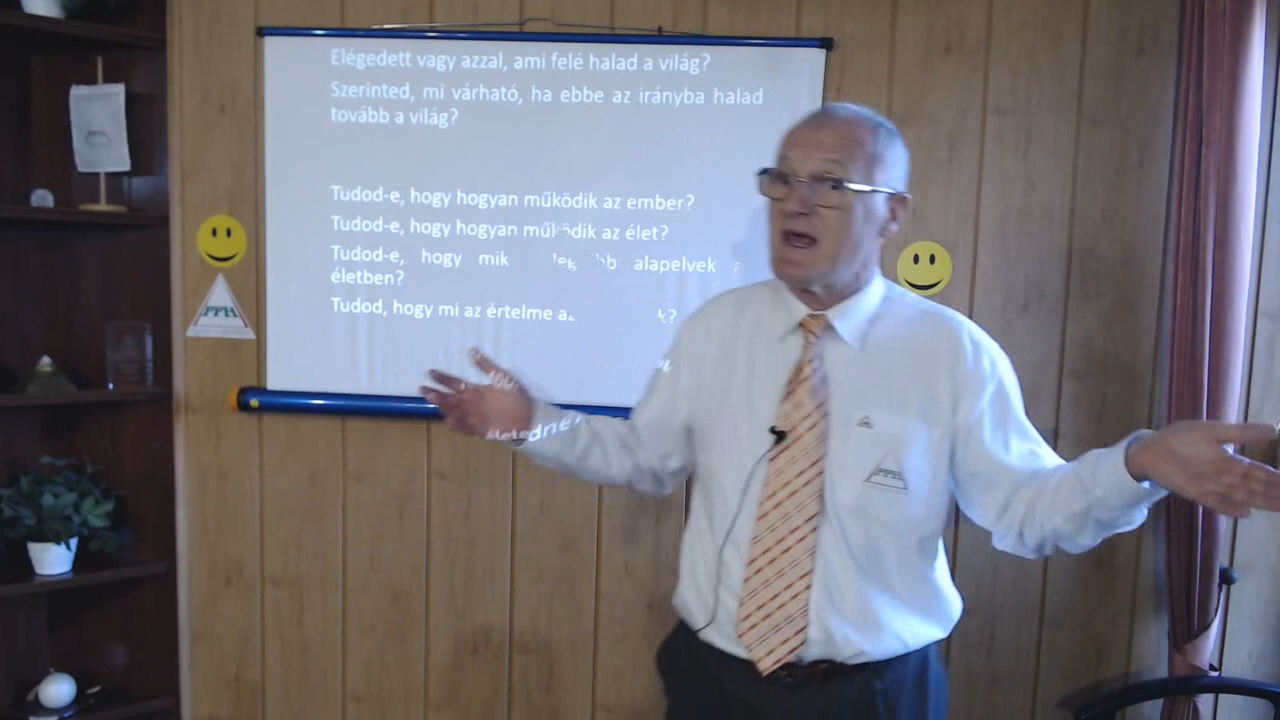 Elégedett vagy azzal, ami felé halad a világ?
Szerinted, mi várható, ha ebbe az irányba halad
tovább a világ?
Tudod-e, hogy hogyan működik az ember?
Tudod-e, hogy hogyan működik az élet?
Tudod-e, hogy mik alapelvek
életben?
Tudod, hogy mi az értelme
PPH